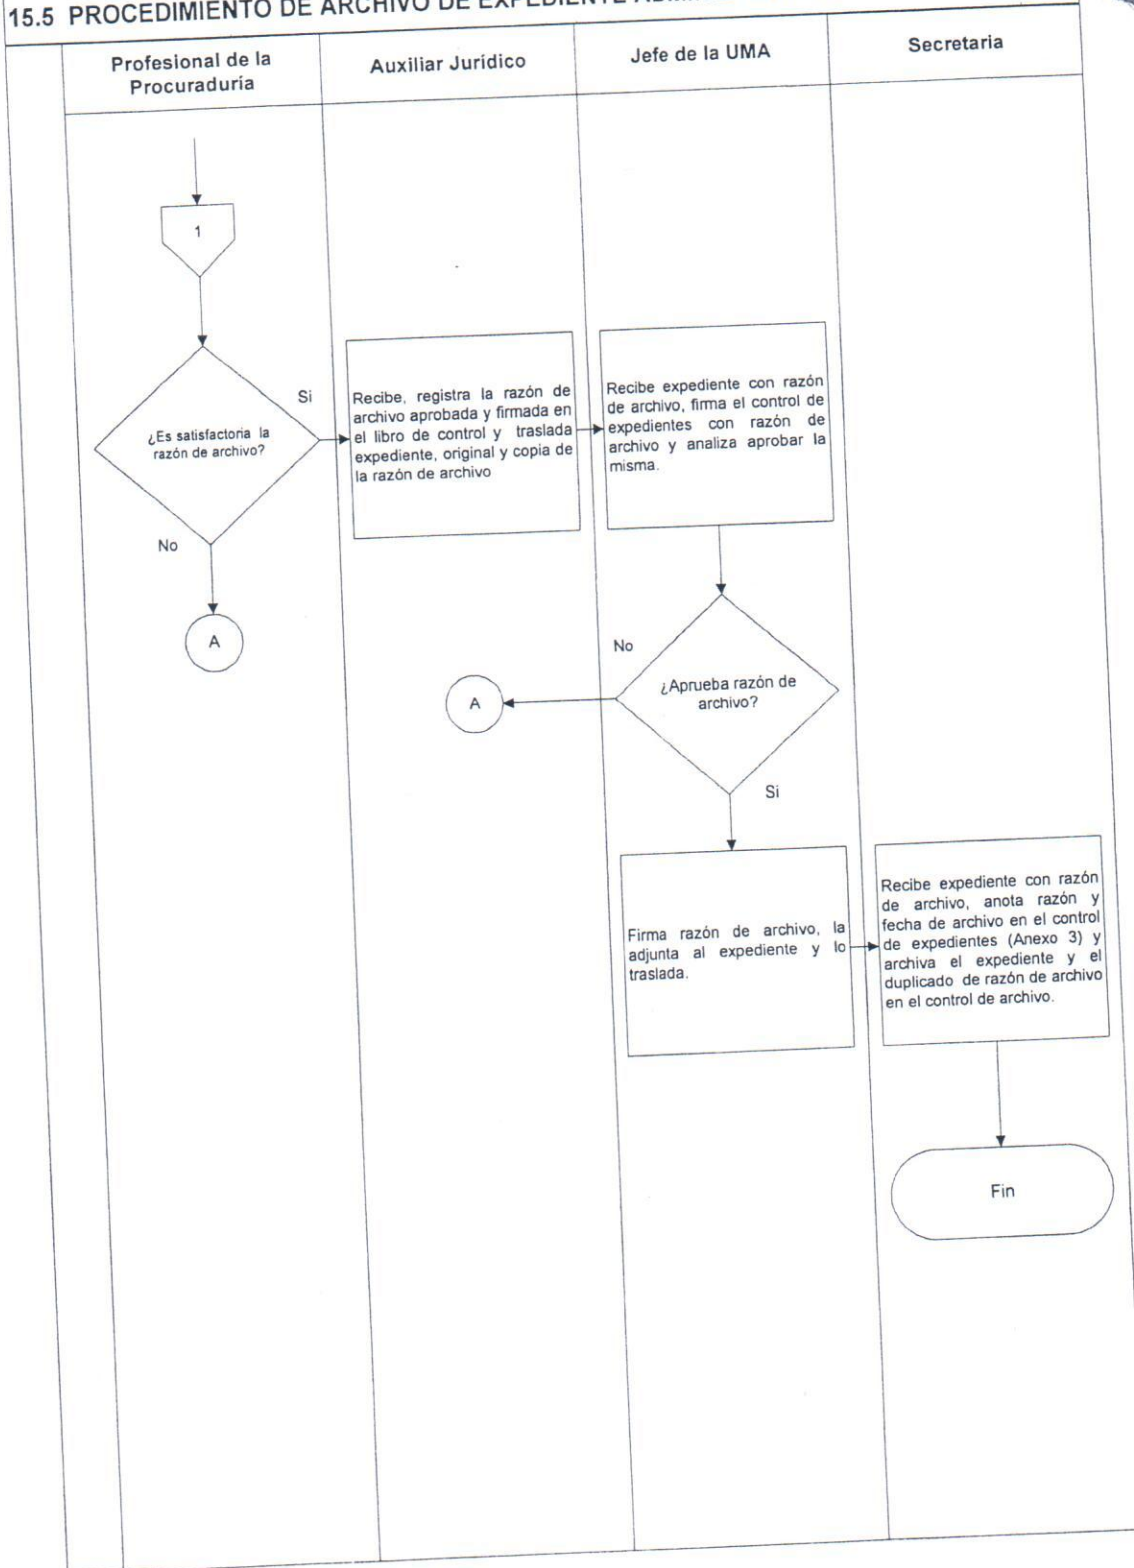 15.5 PROCEDIMIENTO DE ARCHIVO DE EXPEDIENTE
Profesional de la
Procuraduría
Auxiliar Jurídico
Jefe de la UMA
Secretaria
1
¿Es satisfactoria la
razón de archivo?
Si
No
A
Recibe, registra la razón de
archivo aprobada y firmada en
el libro de control y traslada
expediente, original y copia de
la razón de archivo
Recibe expediente con razón
de archivo, firma el control de
expedientes con razón de
archivo y analiza aprobar la
misma.
No
A
¿Aprueba razón de
archivo?
Si
Firma razón de archivo, la
adjunta al expediente y lo
traslada.
Recibe expediente con razón
de archivo, anota razón y
fecha de archivo en el control
de expedientes (Anexo 3) y
archiva el expediente y el
duplicado de razón de archivo
en el control de archivo.
Fin